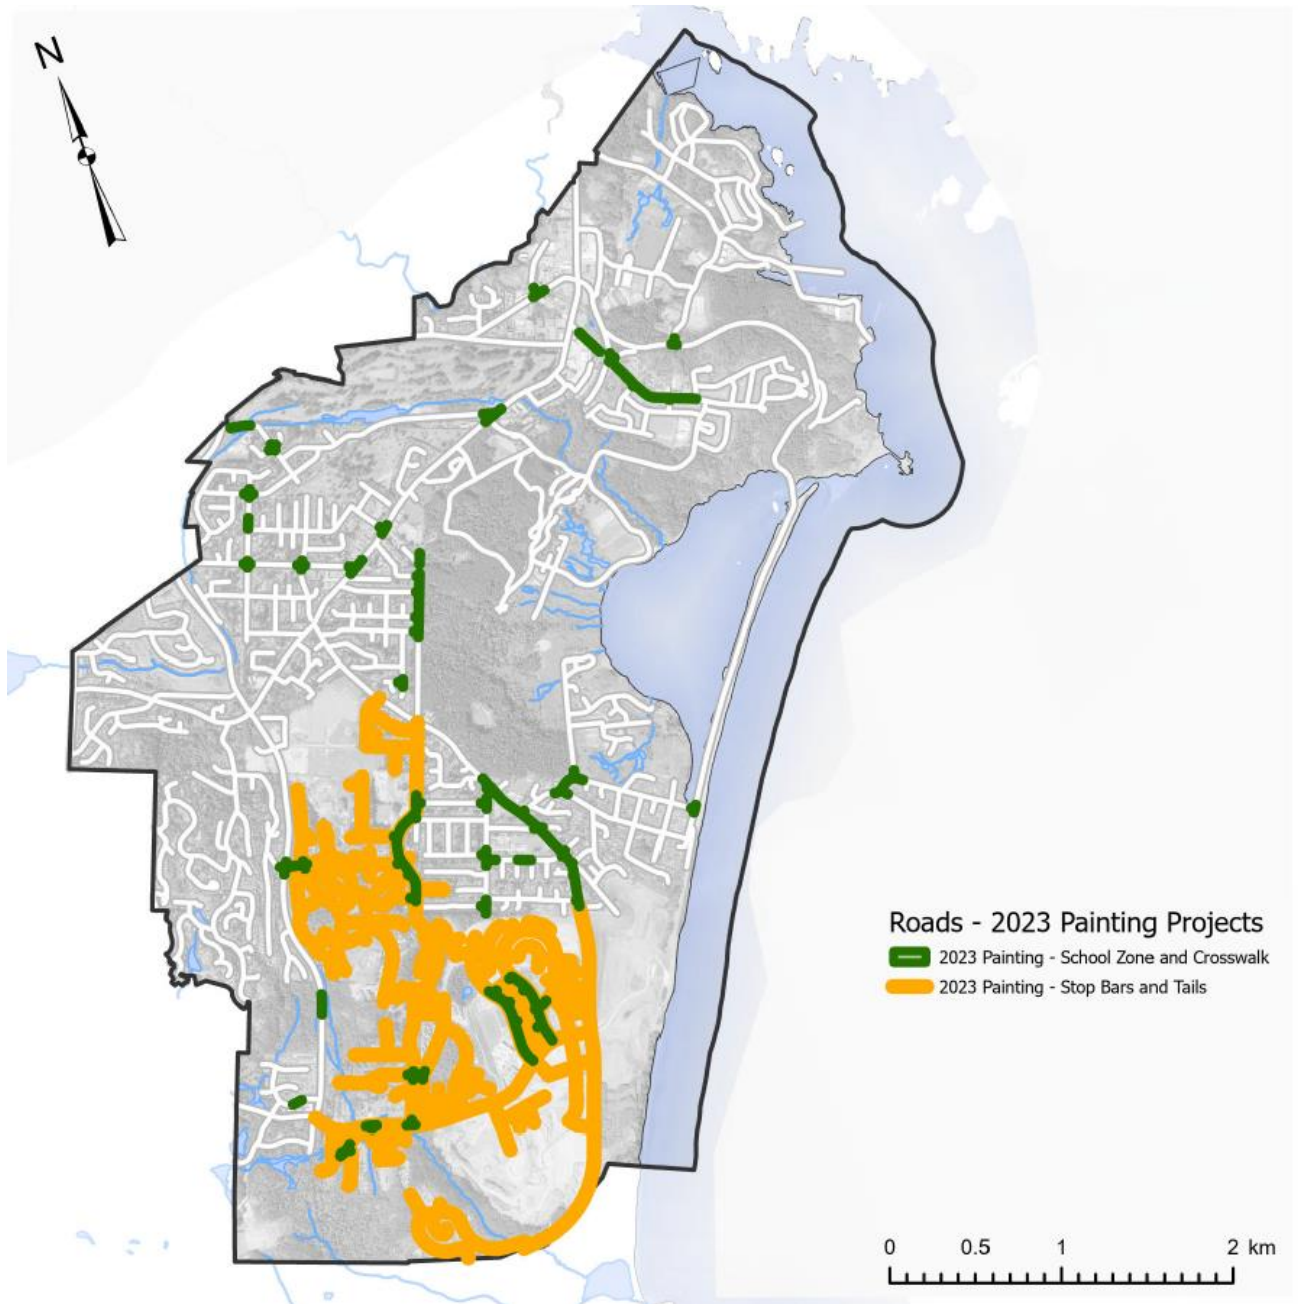 N
Roads - 2023 Painting Projects
2023 Painting - School Zone and Crosswalk
2023 Painting - Stop Bars and Tails
0 0.5 1 2 km